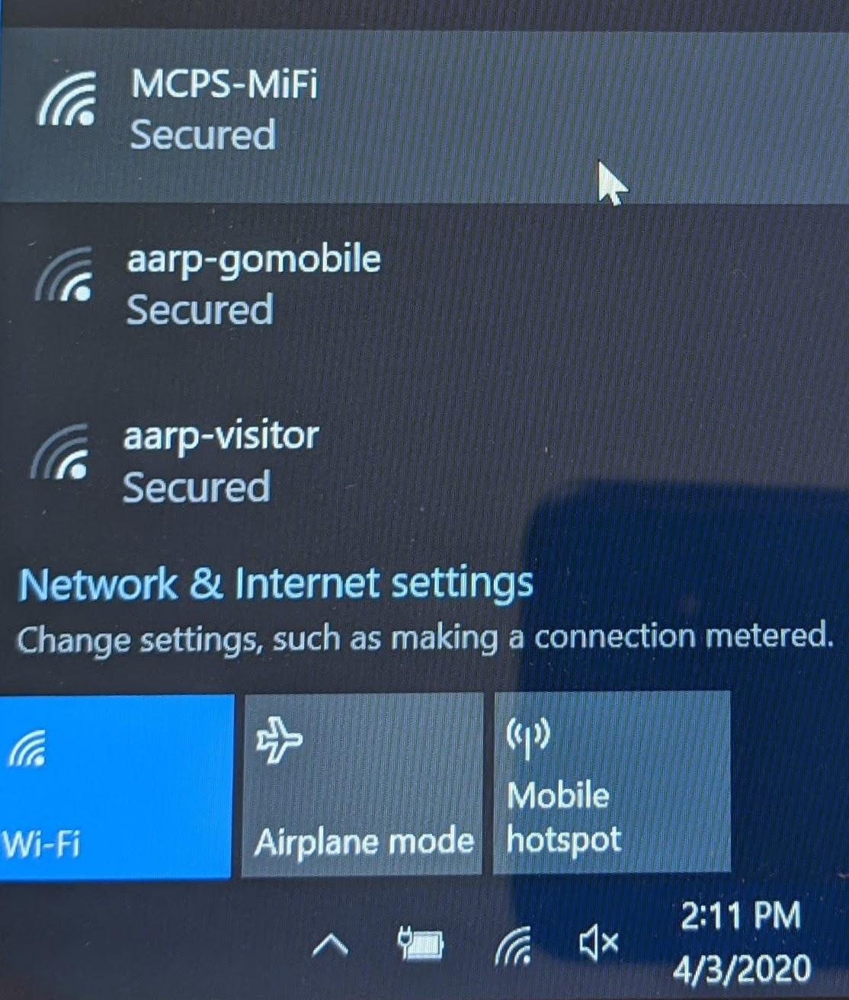 MCPS-MiFi
Secured
aarp-gomobile
Secured
aarp-visitor
Secured
Network & Internet settings
Change settings, such as making a connection metered.
Wi-Fi
Airplane mode
Mobile
hotspot
2:11 PM
4/3/2020